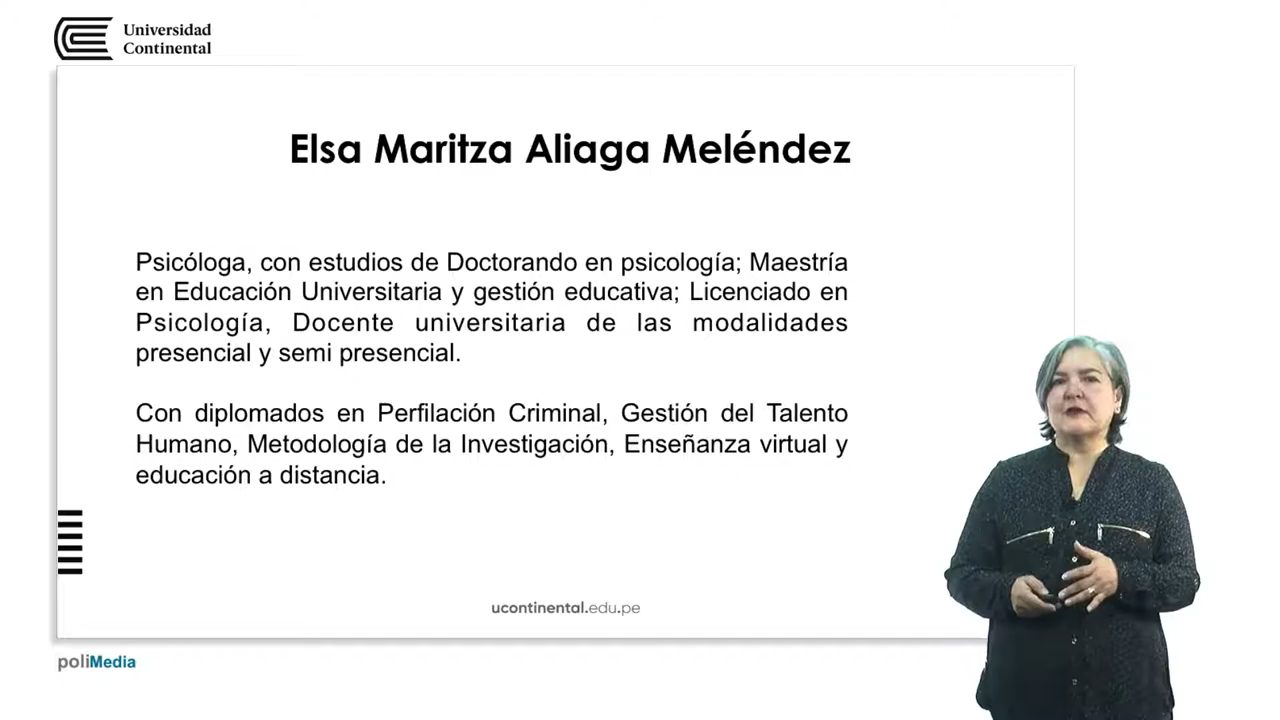 Universidad
Continental
Elsa Maritza Aliaga Meléndez
Psicóloga, con estudios de Doctorando en psicología; Maestría
en Educación Universitaria y gestión educativa; Licenciado en
Psicología, Docente universitaria de las modalidades
presencial y semi presencial.
Con diplomados en Perfilación Criminal, Gestión del Talento
Humano, Metodología de la Investigación, Enseñanza virtual y
educación a distancia.
ucontinental.edu.pe
poliMedia